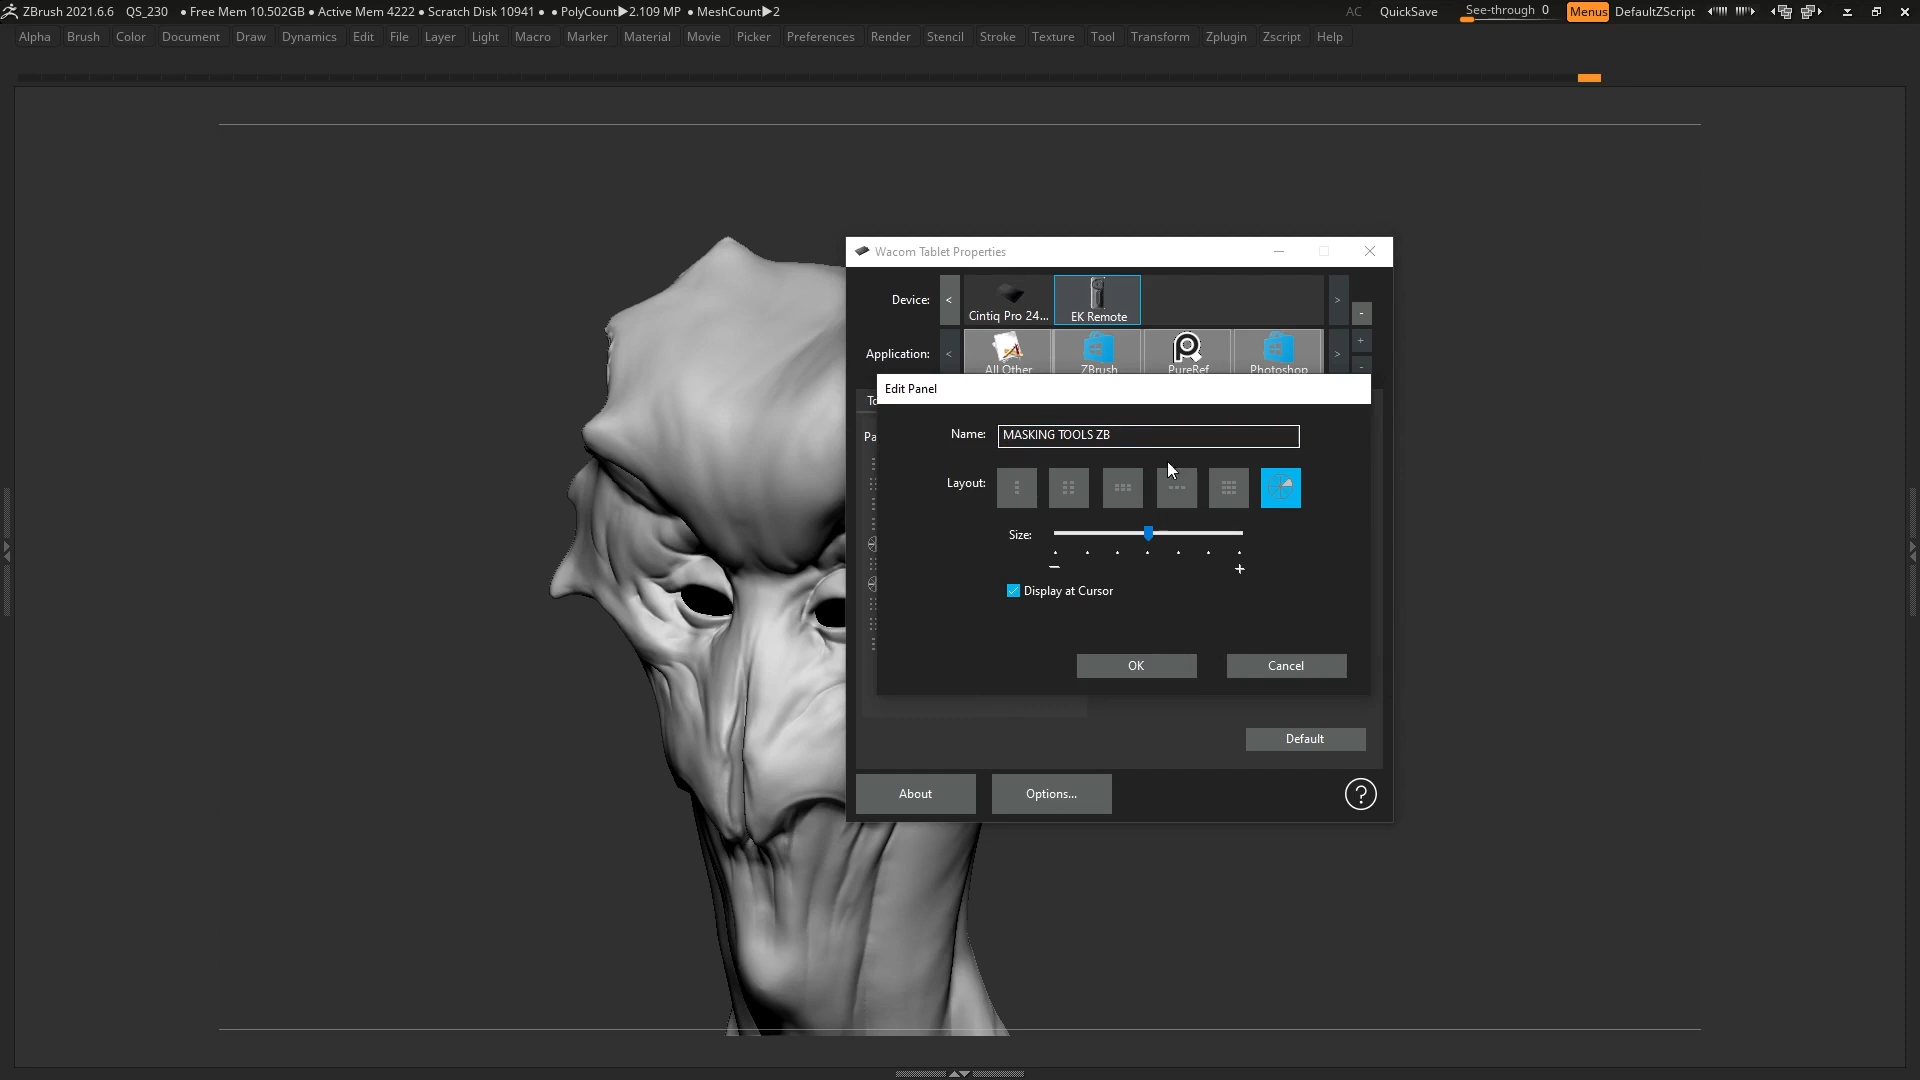 ZBrush 2021.6.6 QS_230 • Free Mem 10.502GB • Active Mem 4222 • Scratch Disk 10941 • • PolyCount▶2.109 MP • MeshCount▶2 AC QuickSave See-through 0 Menus DefaultZScript
Alpha Brush Color Document Draw Dynamics Edit File Layer Light Macro Marker Material Movie Picker Preferences Render Stencil Stroke Texture Tool Transform Zplugin Zscript Help
Wacom Tablet Properties
Device: < Cintiq Pro 24... EK Remote > -
Application: < All Other ZBrush PureRef Photoshop > + -
Edit Panel
To
Name: MASKING TOOLS ZB
Pa
Layout:
Size:
− +
Display at Cursor
OK Cancel
Default
About Options... ?